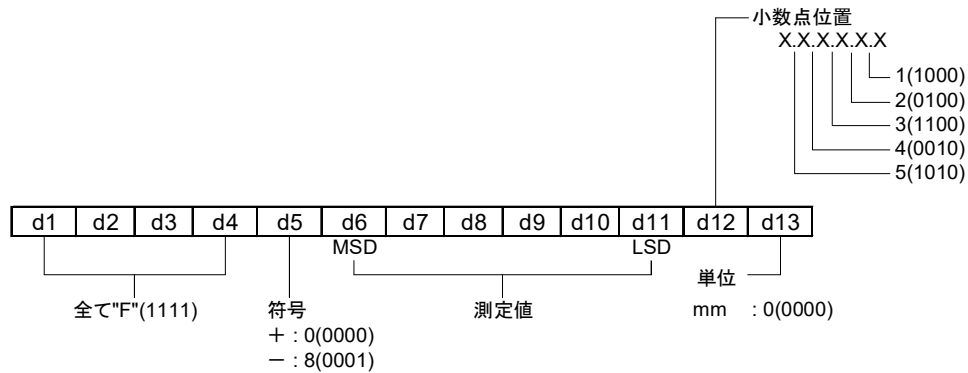 小数点位置
X.X.X.X.X.X
1(1000)
2(0100)
3(1100)
4(0010)
5(1010)
d1 d2 d3 d4 d5 d6 d7 d8 d9 d10 d11 d12 d13
MSD LSD
全て"F"(1111)
符号
＋ : 0(0000)
－ : 8(0001)
測定値
単位
mm : 0(0000)